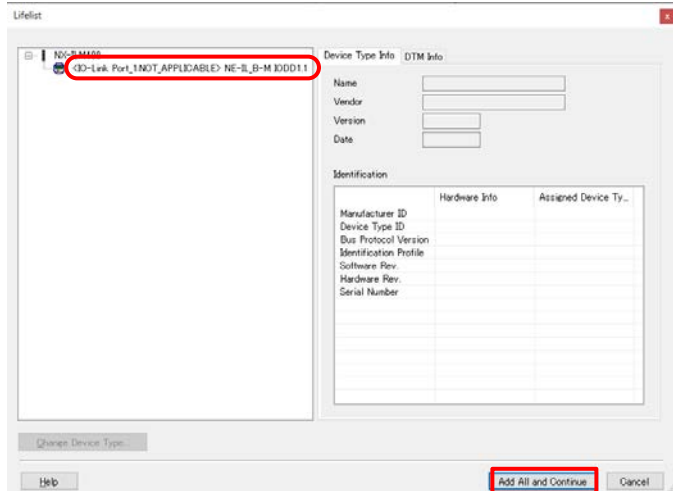 Lifelist
x
NX-ILM400
<IO-Link Port_1:NOT_APPLICABLE> NE-IL_B-M IODD1.1
Device Type Info DTM Info
Name
Vendor
Version
Date
Identification
Hardware Info Assigned Device Ty...
Manufacturer ID
Device Type ID
Bus Protocol Version
Identification Profile
Software Rev.
Hardware Rev.
Serial Number
Change Device Type...
Help
Add All and Continue
Cancel